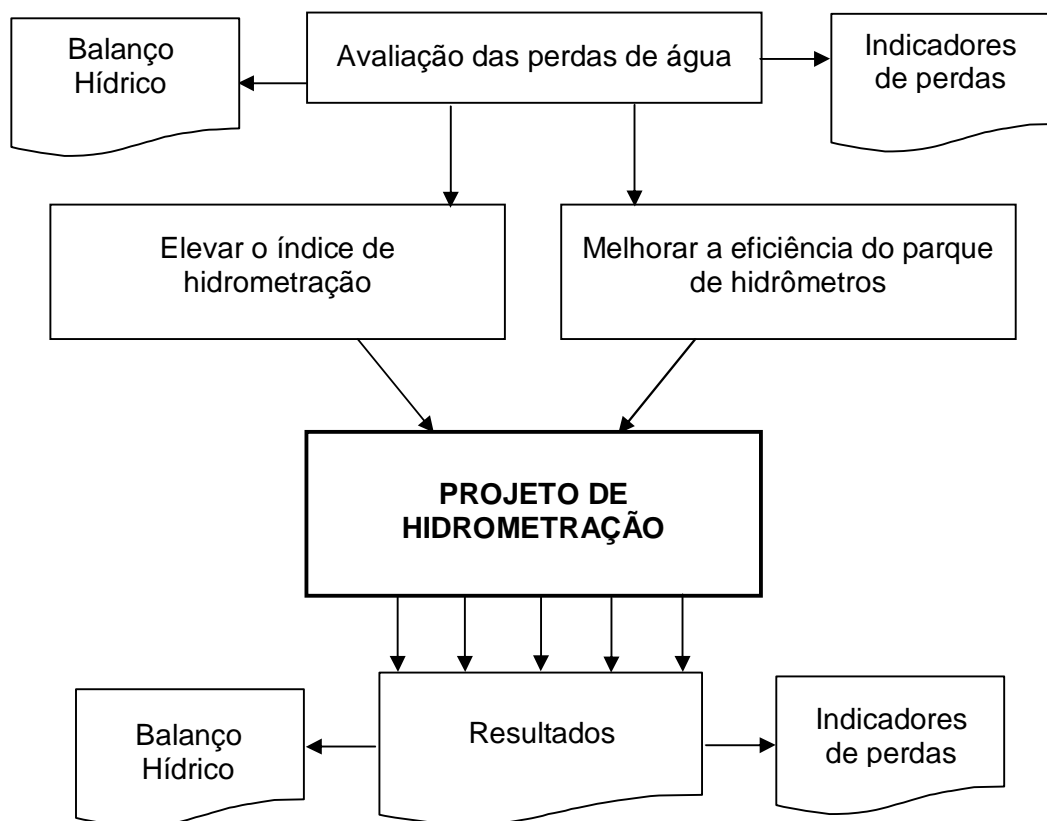 Balanço
Hídrico
Avaliação das perdas de água
Indicadores
de perdas
Elevar o índice de
hidrometração
Melhorar a eficiência do parque
de hidrômetros
PROJETO DE
HIDROMETRAÇÃO
Balanço
Hídrico
Resultados
Indicadores
de perdas